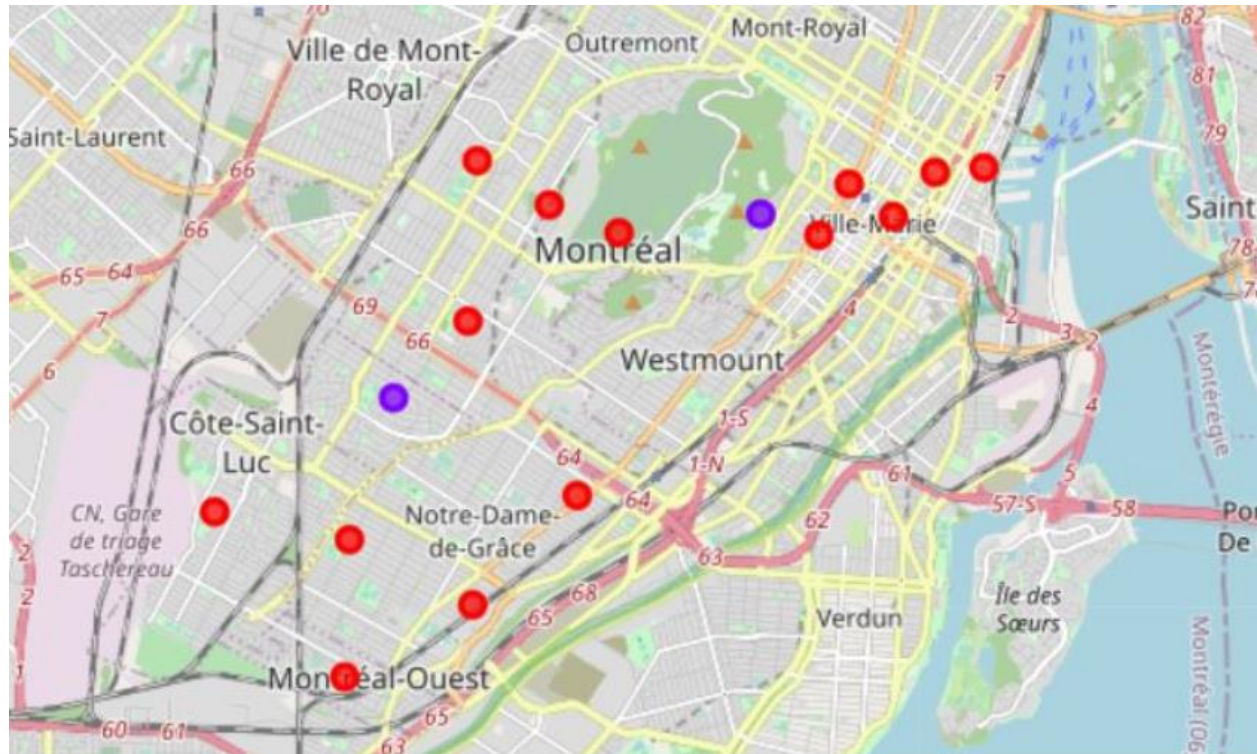 70
82
Ville de Mont-
Royal
Outremont
Mont-Royal
81
7
79
Saint-Laurent
66
66
Saint
Ville-Marie
Montréal
78
65
64
69
7
66
6
4
2
3
2
Westmount
Montérégie
4
1-S
Côte-Saint-
Luc
1-N
64
64
61
5
57-S
58
Pon
De
CN, Gare
de triage
Taschereau
Notre-Dame-
de-Grâce
62
63
2
2
68
65
Verdun
Île des
Sœurs
Montréal (06
1
Montréal-Ouest
60
61
65
63